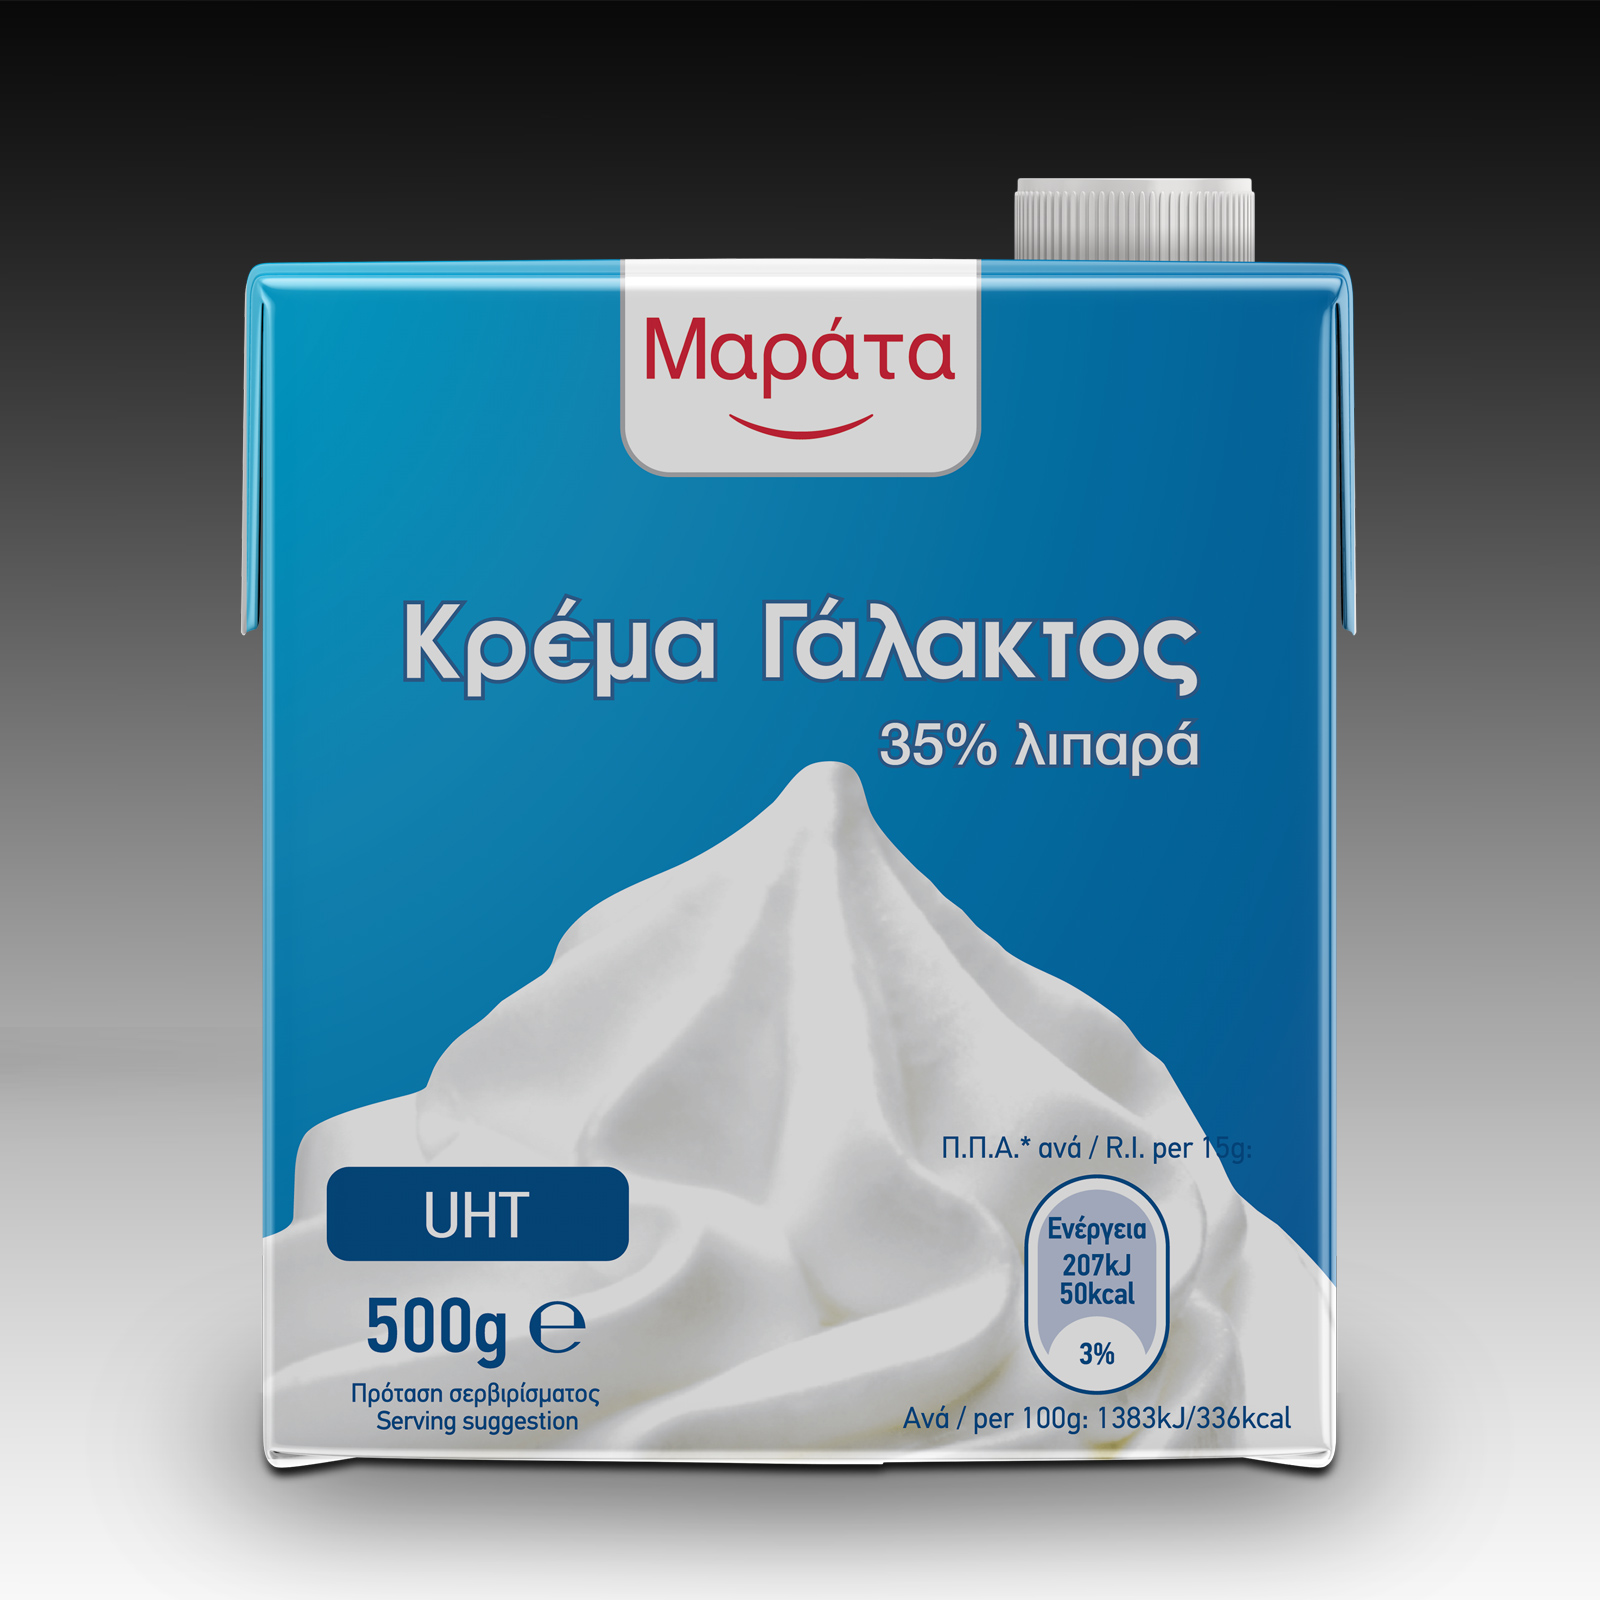 Μαράτα
Κρέμα Γάλακτος
35% λιπαρά
UHT
500g ℮
Πρόταση σερβιρίσματος
Serving suggestion
Π.Π.Α.* ανά / R.I. per 15g:
Ενέργεια
207kJ
50kcal
3%
Ανά / per 100g: 1383kJ/336kcal